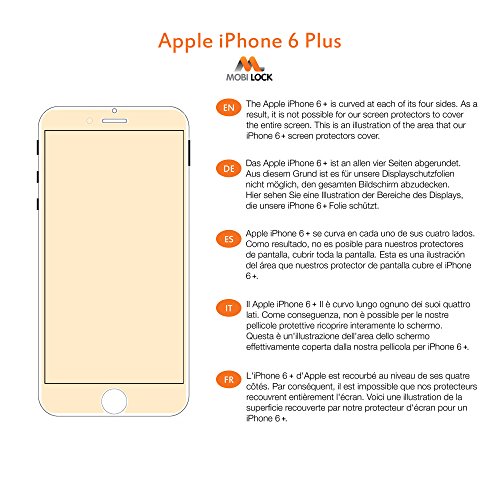 Apple iPhone 6 Plus
MOBI LOCK
EN
The Apple iPhone 6+ is curved at each of its four sides. As a
result, it is not possible for our screen protectors to cover
the entire screen. This is an illustration of the area that our
iPhone 6+ screen protectors cover.
DE
Das Apple iPhone 6+ ist an allen vier Seiten abgerundet.
Aus diesem Grund ist es für unsere Displayschutzfolien
nicht möglich, den gesamten Bildschirm abzudecken.
Hier sehen Sie eine Illustration der Bereiche des Displays,
die unsere iPhone 6+ Folie schützt.
ES
Apple iPhone 6+ se curva en cada uno de sus cuatro lados.
Como resultado, no es posible para nuestros protectores
de pantalla, cubrir toda la pantalla. Esta es una ilustración
del área que nuestro protector de pantalla cubre el iPhone
6+.
IT
Il Apple iPhone 6+ Il è curvo lungo ognuno dei suoi quattro
lati. Come conseguenza, non è possibile per le nostre
pellicole protettive ricoprire interamente lo schermo.
Questa è un'illustrazione dell'area dello schermo
effettivamente coperta dalla nostra pellicola per iPhone 6+.
FR
L'iPhone 6+ d'Apple est recourbé au niveau de ses quatre
côtés. Par conséquent, il est impossible que nos protecteurs
recouvrent entièrement l'écran. Voici une illustration de la
superficie recouverte par notre protecteur d'écran pour un
iPhone 6+.